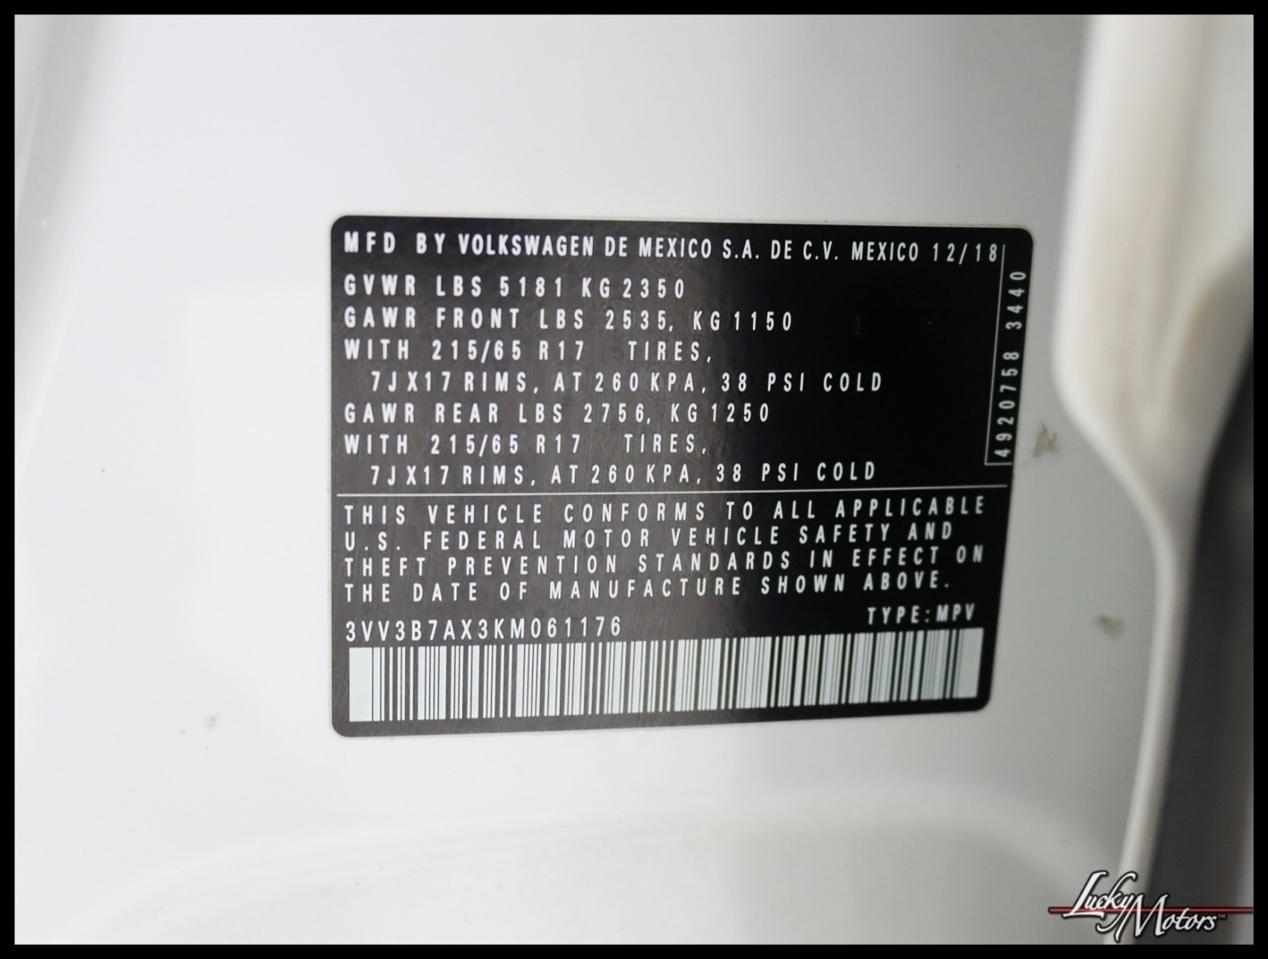 MFD BY VOLKSWAGEN DE MEXICO S.A. DE C.V. MEXICO 12/18
GVWR LBS 5181 KG 2350
GAWR FRONT LBS 2535, KG 1150
WITH 215/65 R17 TIRES,
7JX17 RIMS, AT 260 KPA, 38 PSI COLD
GAWR REAR LBS 2756, KG 1250
WITH 215/65 R17 TIRES,
7JX17 RIMS, AT 260 KPA, 38 PSI COLD
4920758 3440
THIS VEHICLE CONFORMS TO ALL APPLICABLE
U.S. FEDERAL MOTOR VEHICLE SAFETY AND
THEFT PREVENTION STANDARDS IN EFFECT ON
THE DATE OF MANUFACTURE SHOWN ABOVE.
3VV3B7AX3KM061176 TYPE: MPV
Lucky Motors™